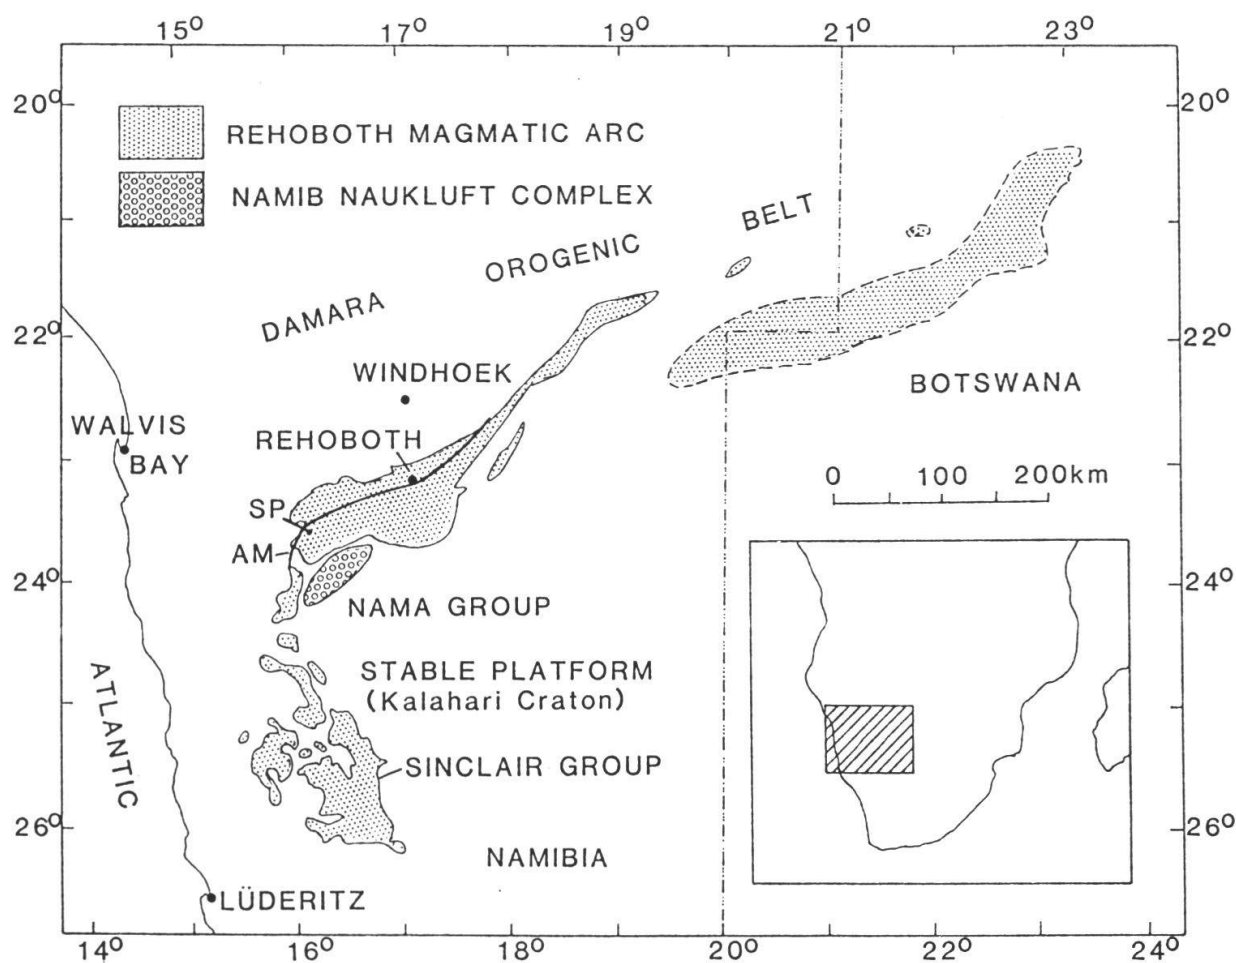 15° 17° 19° 21° 23°
20° 20°
REHOBOTH MAGMATIC ARC
NAMIB NAUKLUFT COMPLEX
BELT
OROGENIC
DAMARA
22° 22°
WINDHOEK
BOTSWANA
WALVIS
BAY
REHOBOTH
0 100 200km
SP
AM
24° 24°
NAMA GROUP
ATLANTIC
STABLE PLATFORM
(Kalahari Craton)
SINCLAIR GROUP
26° 26°
NAMIBIA
LÜDERITZ
14° 16° 18° 20° 22° 24°